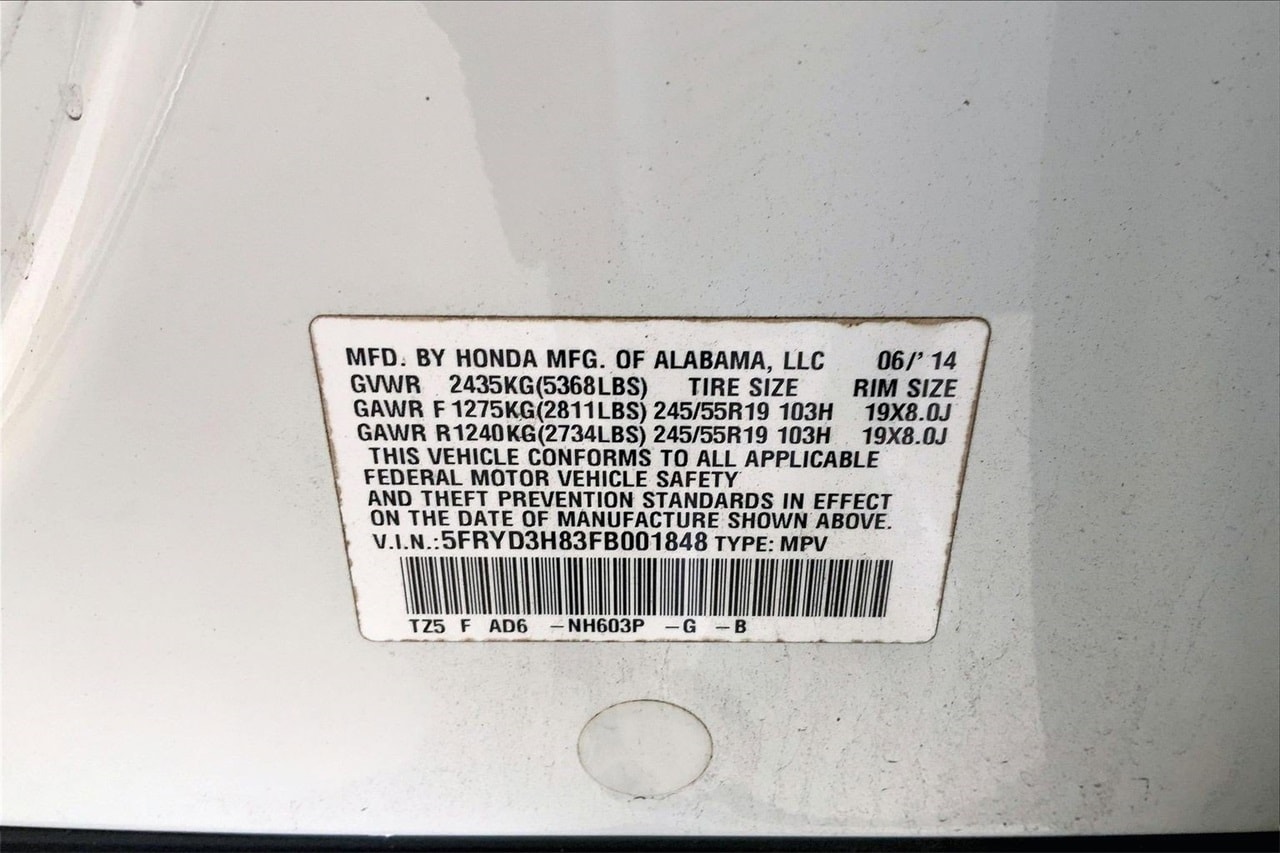 MFD. BY HONDA MFG. OF ALABAMA, LLC 06/' 14
GVWR 2435KG(5368LBS) TIRE SIZE RIM SIZE
GAWR F 1275KG(2811LBS) 245/55R19 103H 19X8.0J
GAWR R1240KG(2734LBS) 245/55R19 103H 19X8.0J
THIS VEHICLE CONFORMS TO ALL APPLICABLE
FEDERAL MOTOR VEHICLE SAFETY
AND THEFT PREVENTION STANDARDS IN EFFECT
ON THE DATE OF MANUFACTURE SHOWN ABOVE.
V.I.N.:5FRYD3H83FB001848 TYPE: MPV
TZ5 F AD6 -NH603P -G -B